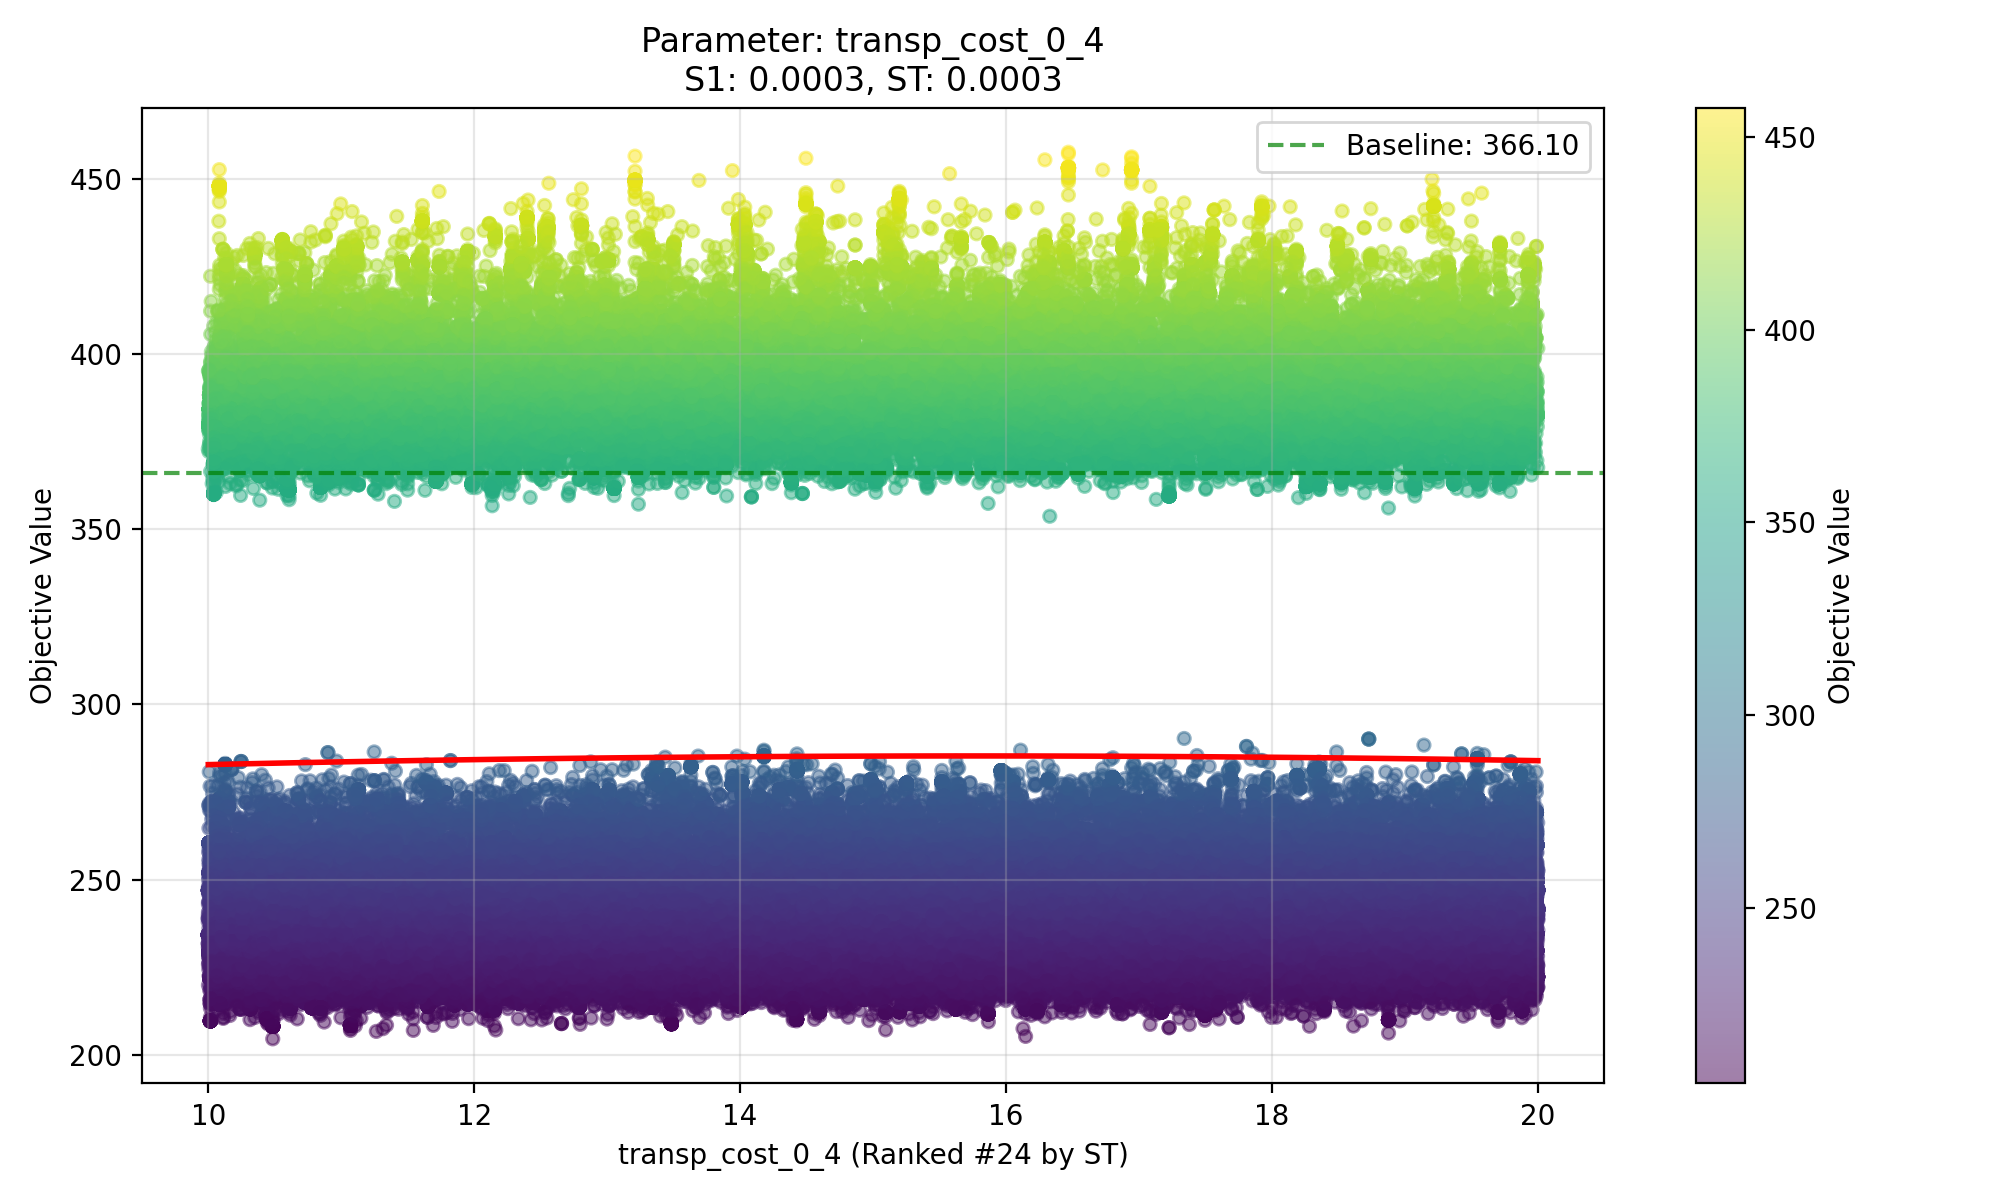 Parameter: transp_cost_0_4
S1: 0.0003, ST: 0.0003
Baseline: 366.10
Objective Value
450
400
350
300
250
200
10 12 14 16 18 20
transp_cost_0_4 (Ranked #24 by ST)
450
400
350
300
250
Objective Value